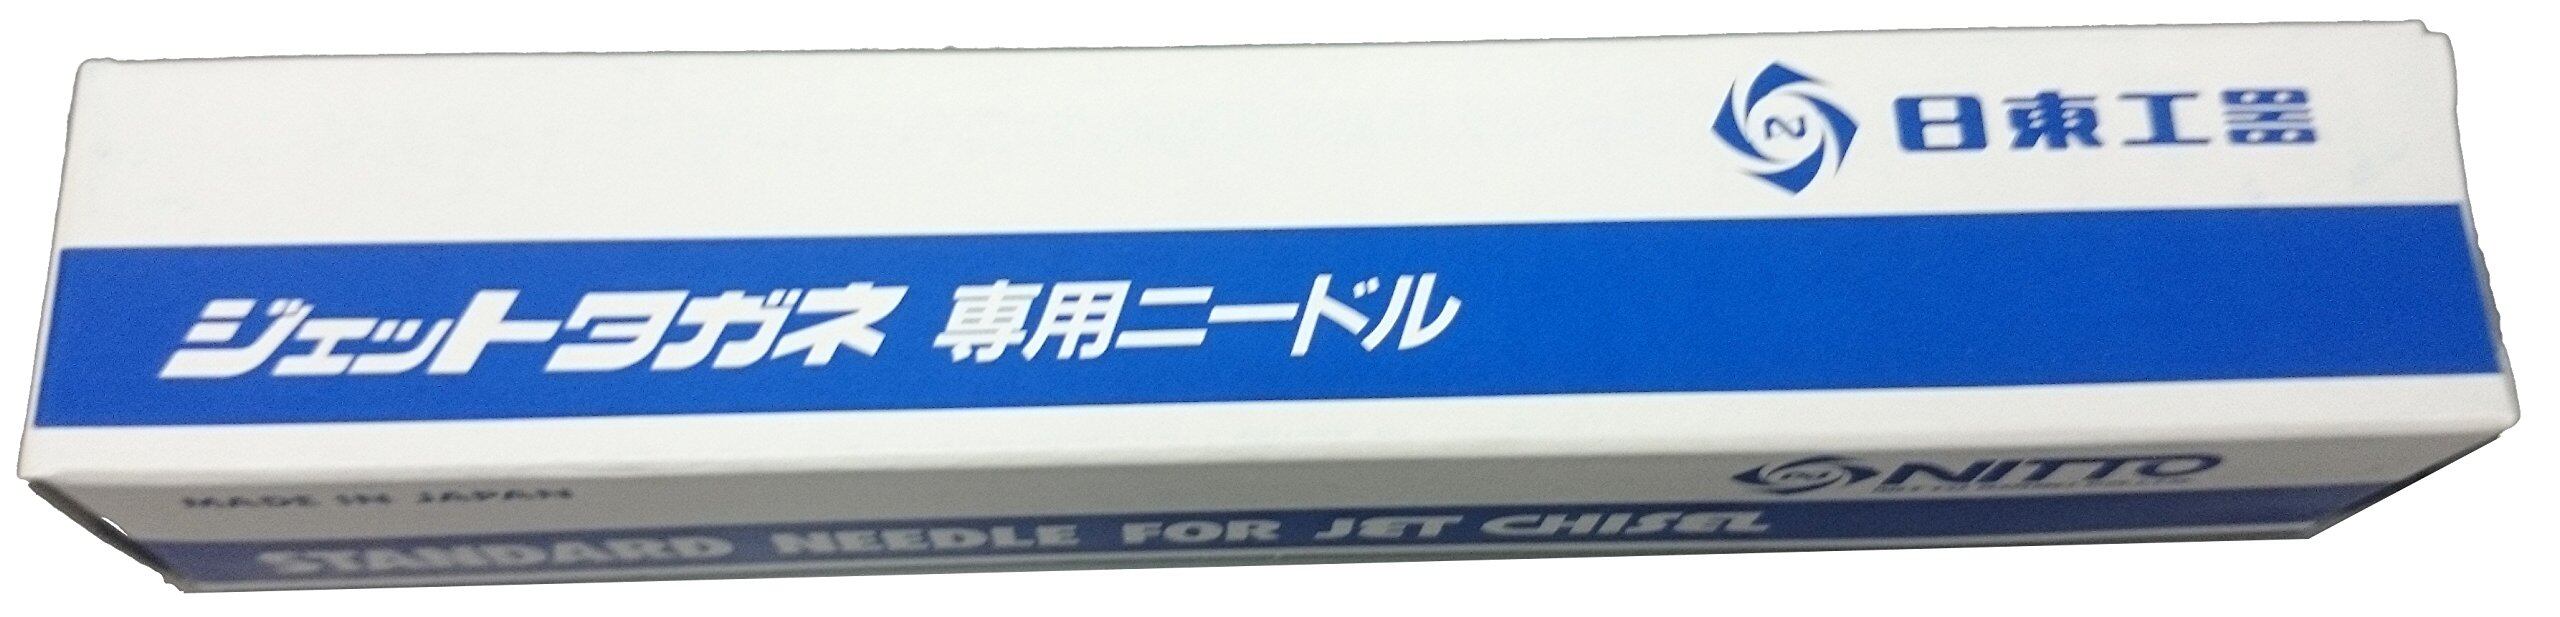 日東工器
ジェットタガネ 専用ニードル
MADE IN JAPAN
NITTO
STANDARD NEEDLE FOR JET CHISEL